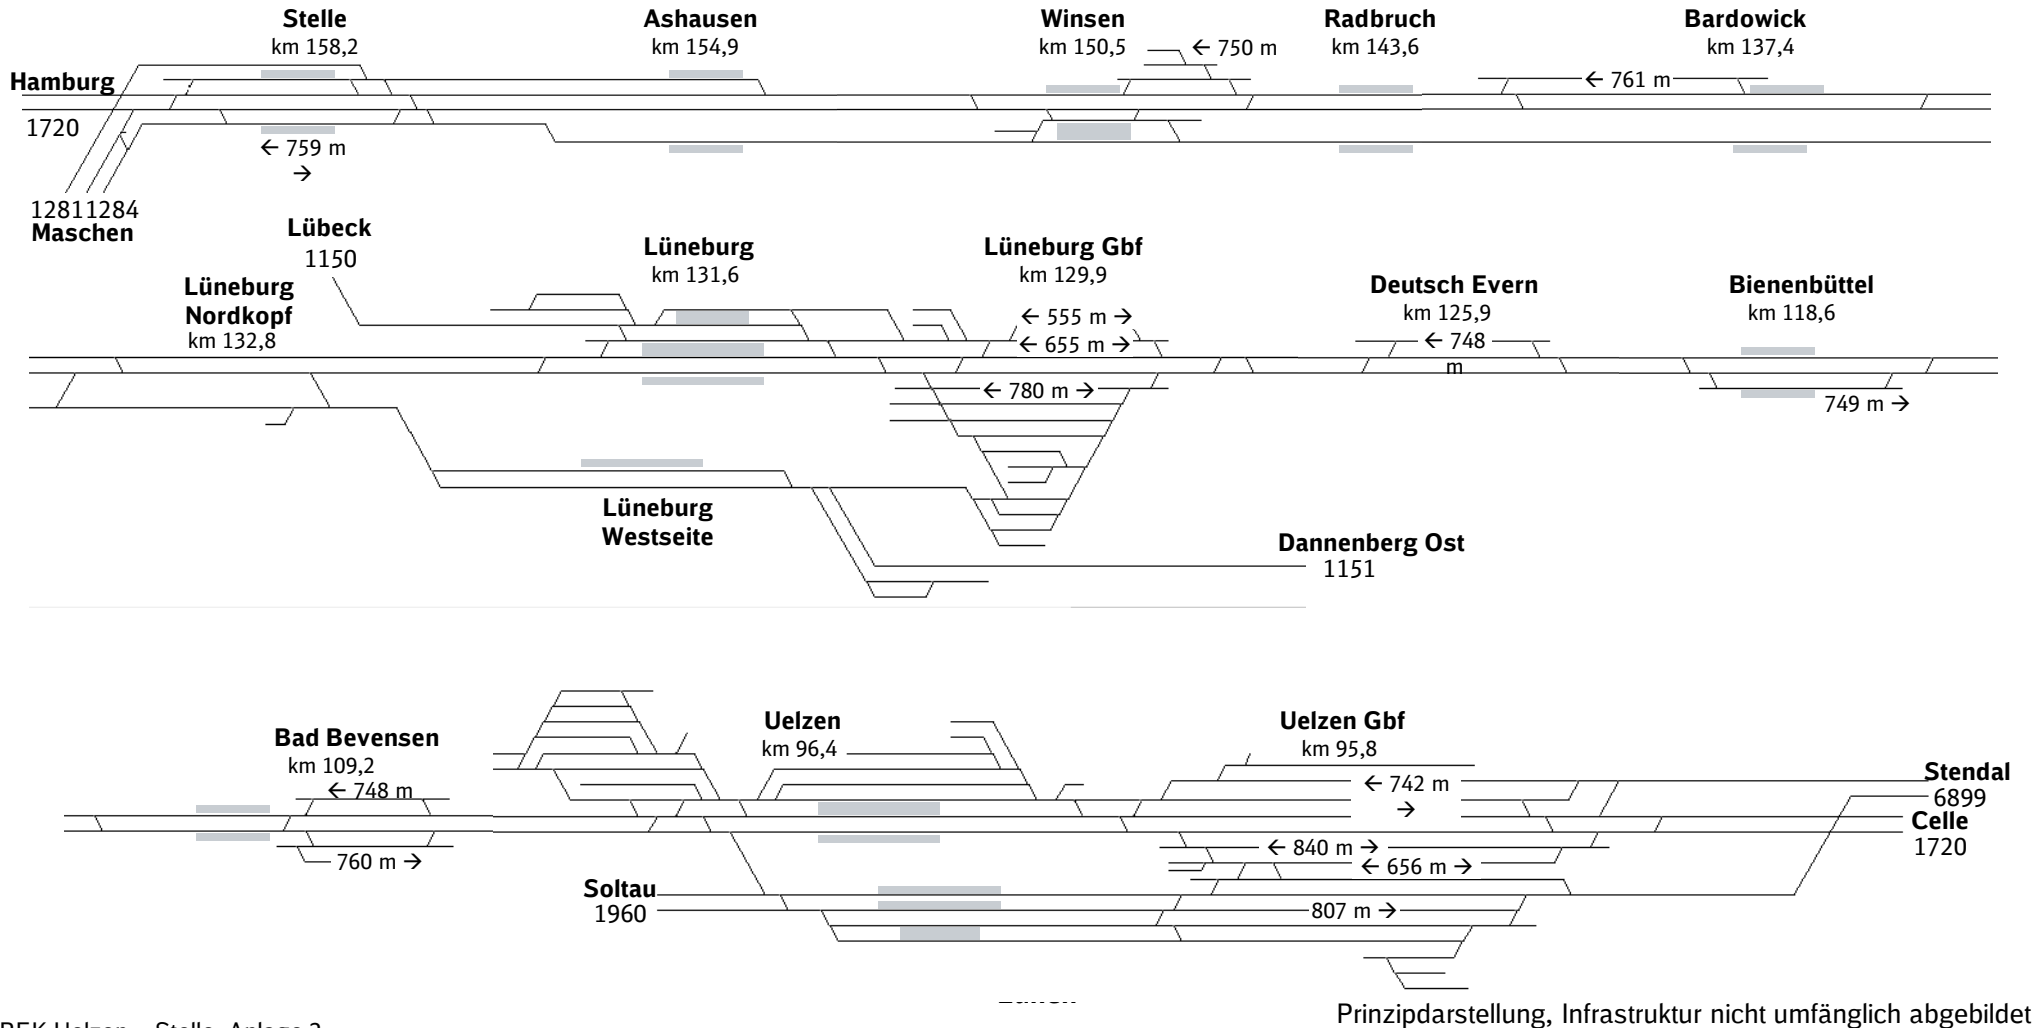 Stelle
km 158,2
Ashausen
km 154,9
Winsen
km 150,5
← 750 m
Radbruch
km 143,6
Bardowick
km 137,4
← 761 m
Hamburg
1720
← 759 m
→
12811284
Maschen
Lübeck
1150
Lüneburg
Nordkopf
km 132,8
Lüneburg
km 131,6
Lüneburg Gbf
km 129,9
← 555 m →
← 655 m →
← 780 m →
Deutsch Evern
km 125,9
← 748
m
Bienenbüttel
km 118,6
749 m →
Lüneburg
Westseite
Dannenberg Ost
1151
Bad Bevensen
km 109,2
← 748 m
760 m →
Uelzen
km 96,4
Uelzen Gbf
km 95,8
← 742 m
→
Stendal
6899
Celle
1720
← 840 m →
← 656 m →
Soltau
1960
807 m →
Prinzipdarstellung, Infrastruktur nicht umfänglich abgebildet